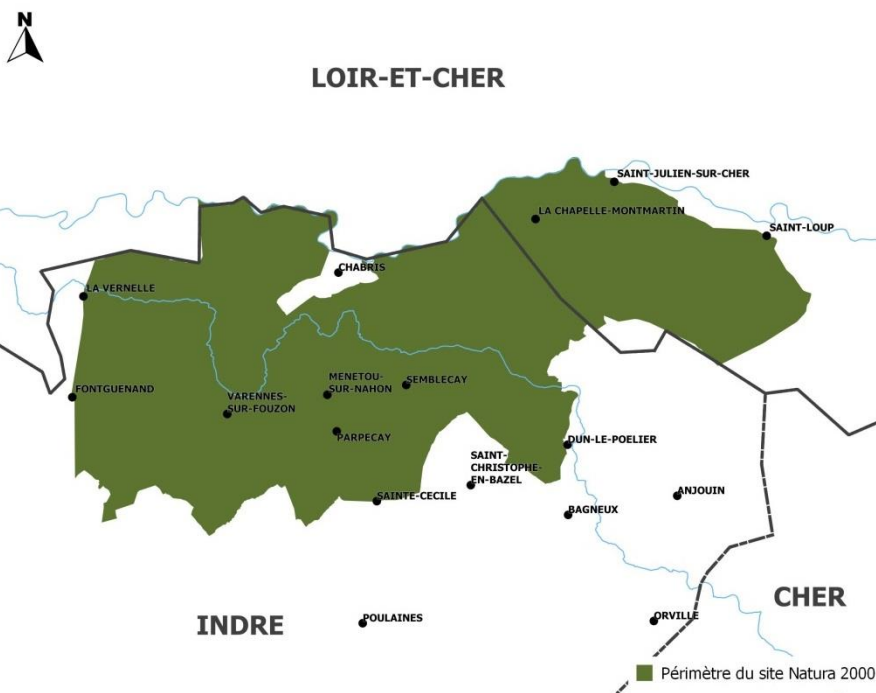 N
LOIR-ET-CHER
SAINT-JULIEN-SUR-CHER
LA CHAPELLE-MONTMARTIN
SAINT-LOUP
CHABRIS
LA VERNELLE
FONTGUENAND
VARENNES-
SUR-FOUZON
MENETOU-
SUR-NAHON
SEMBLECAY
PARPECAY
DUN-LE-POELIER
SAINT-
CHRISTOPHE-
EN-BAZEL
SAINTE-CECILE
ANJOUIN
BAGNEUX
INDRE
POULAINES
ORVILLE
CHER
Périmètre du site Natura 2000